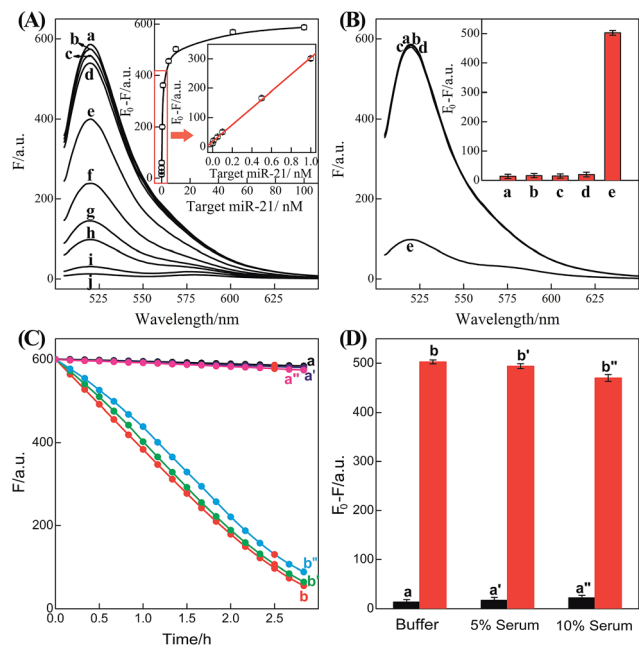 (A)
600
400
200
0
F/a.u.
b
a
c
d
e
f
g
h
i
j
525
550
575
600
625
Wavelength/nm
600
400
200
0
F₀-F/a.u.
0
20
40
60
80
100
Target miR-21/ nM
300
200
100
0
F₀-F/a.u.
0.0
0.2
0.4
0.6
0.8
1.0
Target miR-21/ nM
(B)
600
400
200
0
F/a.u.
a b
c d
e
525
550
575
600
625
Wavelength/nm
500
400
300
200
100
0
F₀-F/a.u.
a
b
c
d
e
(C)
600
400
200
0
F/a.u.
a
a" a'
b"
b'
b
0.0
0.5
1.0
1.5
2.0
2.5
Time/h
(D)
500
400
300
200
100
0
F₀-F/a.u.
b
b'
b"
a
a'
a"
Buffer
5% Serum
10% Serum